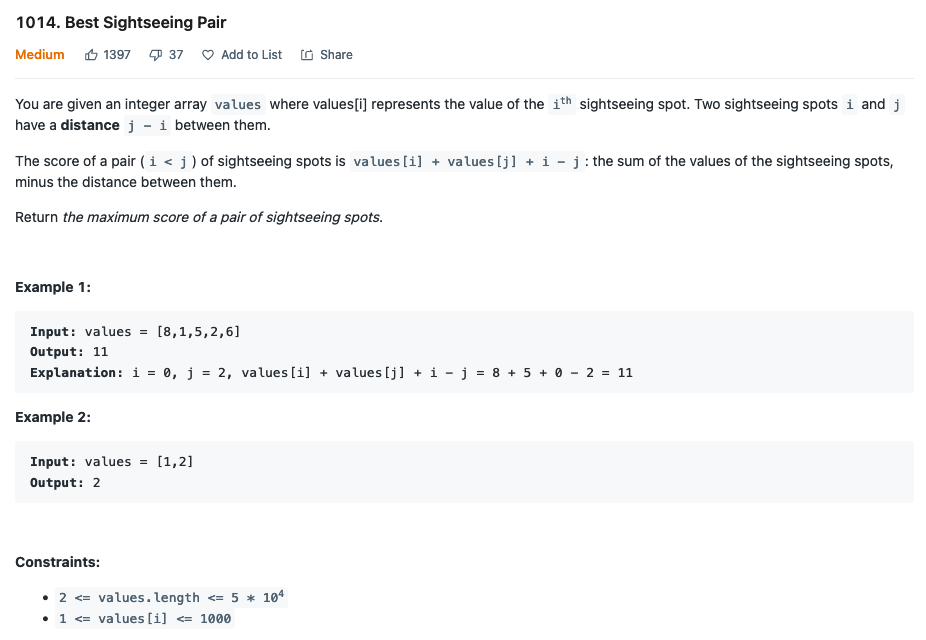 1014. Best Sightseeing Pair
Medium 1397 37 Add to List Share
You are given an integer array values where values[i] represents the value of the iᵗʰ sightseeing spot. Two sightseeing spots i and j
have a distance j - i between them.
The score of a pair (i < j) of sightseeing spots is values[i] + values[j] + i - j: the sum of the values of the sightseeing spots,
minus the distance between them.
Return the maximum score of a pair of sightseeing spots.
Example 1:
Input: values = [8,1,5,2,6]
Output: 11
Explanation: i = 0, j = 2, values[i] + values[j] + i - j = 8 + 5 + 0 - 2 = 11
Example 2:
Input: values = [1,2]
Output: 2
Constraints:
• 2 <= values.length <= 5 * 10⁴
• 1 <= values[i] <= 1000